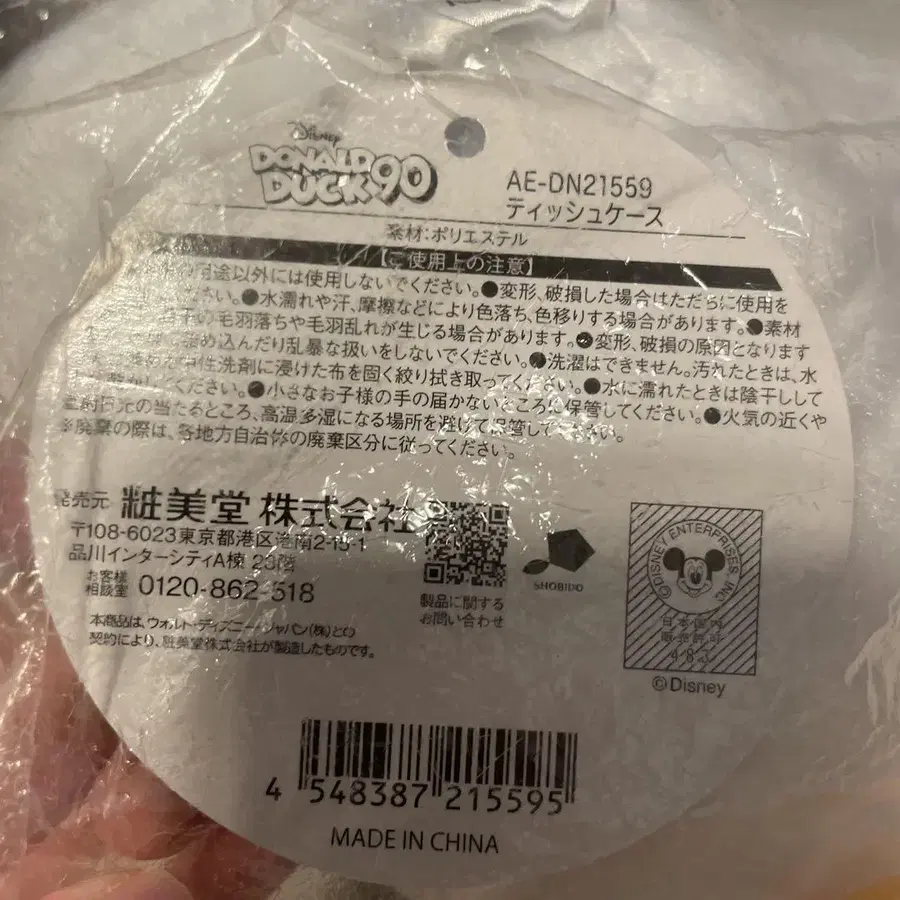 Disney
DONALD
DUCK 90
AE-DN21559
ティッシュケース
素材:ポリエステル
【ご使用上の注意】
用途以外には使用しないでください。●変形、破損した場合はただちに使用を
さい。●水濡れや汗、摩擦などにより色落ち、色移りする場合があります。●素材
の毛羽落ちや毛羽乱れが生じる場合があります。●変形、破損の原因となります
め込んだり乱暴な扱いをしないでください。●洗濯はできません。汚れたときは、水
中性洗剤に浸けた布を固く絞り拭き取ってください。●水に濡れたときは陰干しして
ください。●小さなお子様の手の届かないところに保管してください。●火気の近くや
日光の当たるところ、高温多湿になる場所を避けて保管してください。
※廃棄の際は、各地方自治体の廃棄区分に従ってください。
発売元 粧美堂 株式会社
〒108-6023東京都港区港南2-15-1
品川インターシティA棟 23階
お客様
相談室 0120-862-518
本商品は、ウォルト・ディズニー・ジャパン(株)との
契約により、粧美堂株式会社が製造したものです。
製品に関する
お問い合わせ
SHOBIDO
©DISNEY ENTERPRISES, INC.
日本国内
販売許可
©Disney
4 548387 215595
MADE IN CHINA